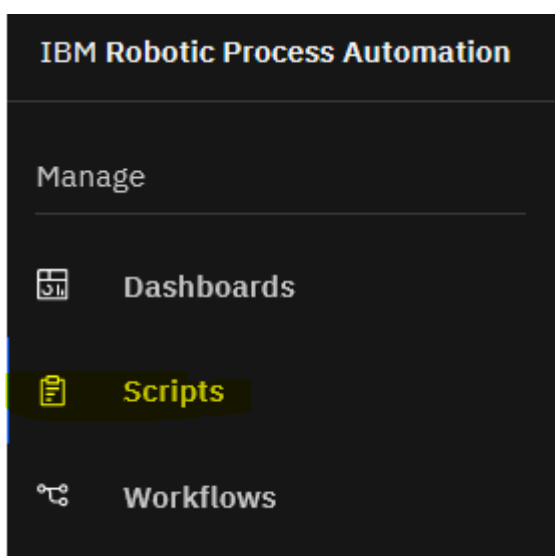 IBM Robotic Process Automation
Manage
Dashboards
Scripts
Workflows